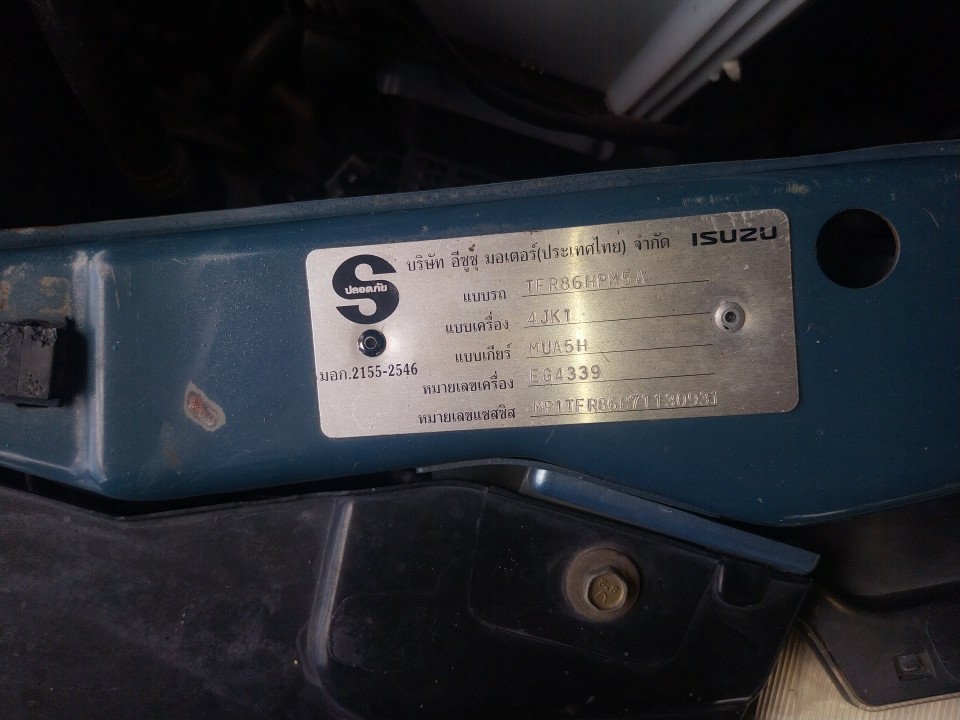 บริษัท อีซูซุ มอเตอร์(ประเทศไทย) จำกัด ISUZU
S
ปลอดภัย
แบบรถ TFR86HPM5A
แบบเครื่อง 4JK1
แบบเกียร์ MUA5H
มอก.2155-2546
หมายเลขเครื่อง EG4339
หมายเลขแชสซิส MP1TFR86H7T130931